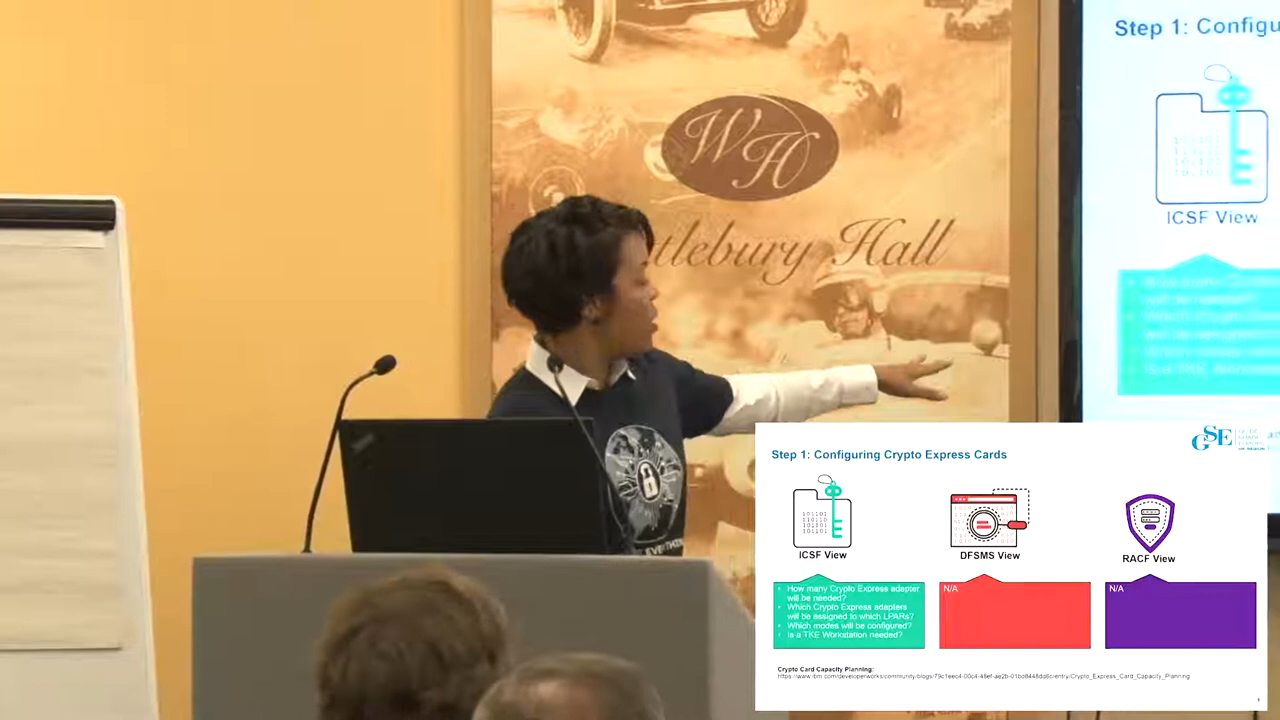 WH
tlebury Hall
Step 1: Configu
ICSF View
GSE
Step 1: Configuring Crypto Express Cards
ICSF View
DFSMS View
RACF View
• How many Crypto Express adapter
will be needed?
• Which Crypto Express adapters
will be assigned to which LPARs?
• Which modes will be configured?
• Is a TKE Workstation needed?
N/A
N/A
Crypto Card Capacity Planning: